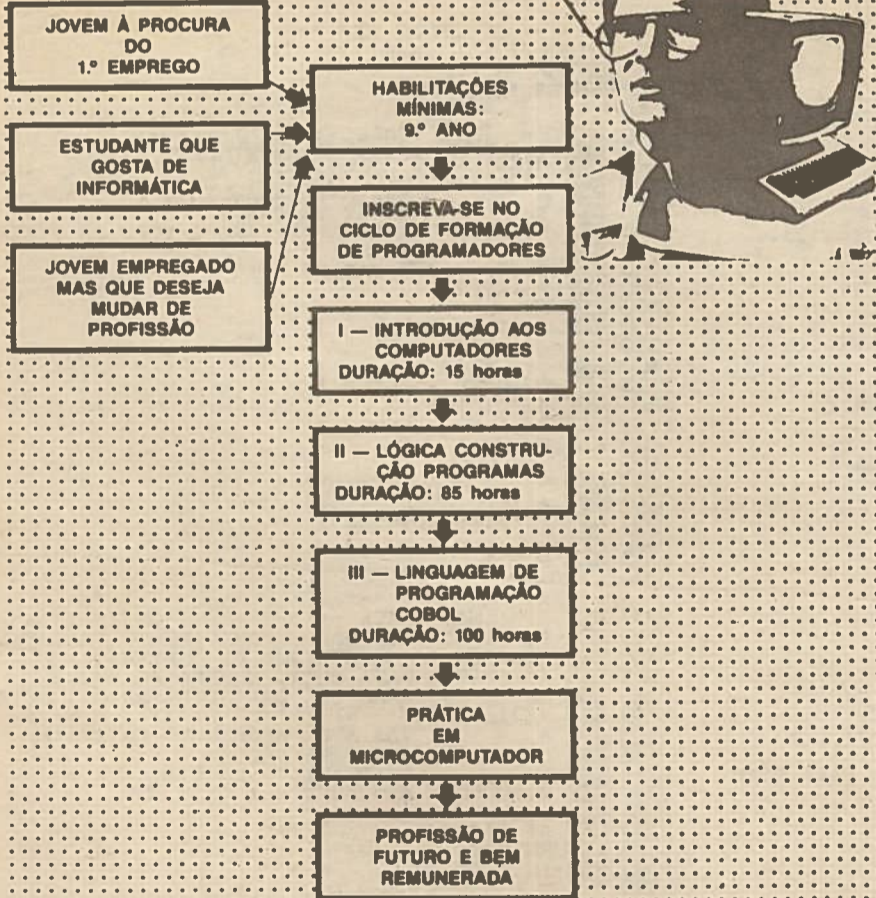 JOVEM À PROCURA
DO
1.º EMPREGO
ESTUDANTE QUE
GOSTA DE
INFORMÁTICA
JOVEM EMPREGADO
MAS QUE DESEJA
MUDAR DE
PROFISSÃO
HABILITAÇÕES
MÍNIMAS:
9.º ANO
INSCREVA-SE NO
CICLO DE FORMAÇÃO
DE PROGRAMADORES
I — INTRODUÇÃO AOS
COMPUTADORES
DURAÇÃO: 15 horas
II — LÓGICA CONSTRU-
ÇÃO PROGRAMAS
DURAÇÃO: 85 horas
III — LINGUAGEM DE
PROGRAMAÇÃO
COBOL
DURAÇÃO: 100 horas
PRÁTICA
EM
MICROCOMPUTADOR
PROFISSÃO DE
FUTURO E BEM
REMUNERADA